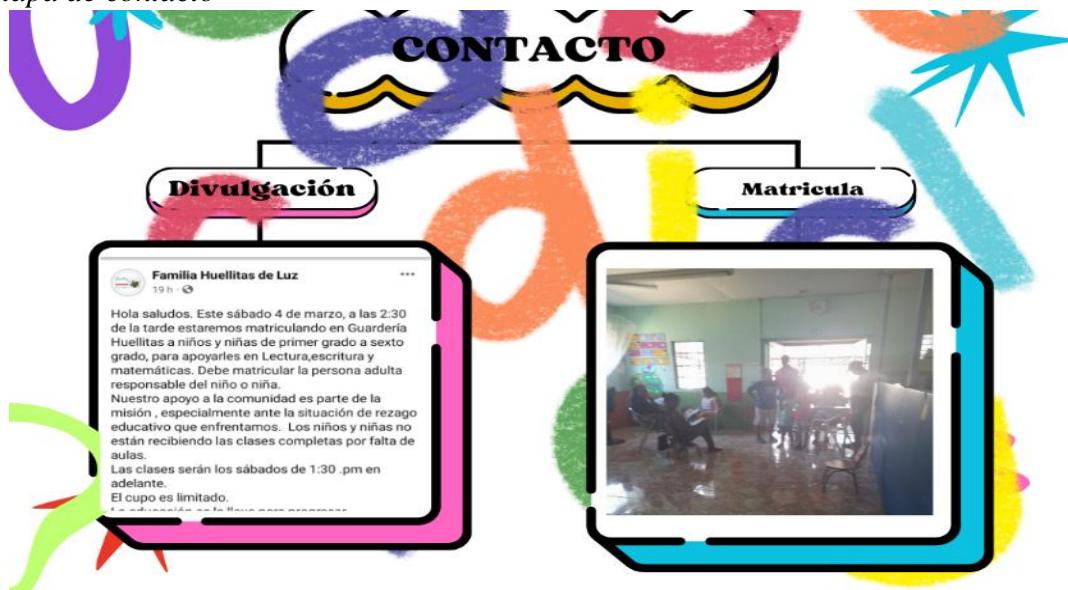 CONTACTO
Divulgación
Matricula
Familia Huellitas de Luz
19 h
Hola saludos. Este sábado 4 de marzo, a las 2:30
de la tarde estaremos matriculando en Guardería
Huellitas a niños y niñas de primer grado a sexto
grado, para apoyarles en Lectura,escritura y
matemáticas. Debe matricular la persona adulta
responsable del niño o niña.
Nuestro apoyo a la comunidad es parte de la
misión , especialmente ante la situación de rezago
educativo que enfrentamos. Los niños y niñas no
están recibiendo las clases completas por falta de
aulas.
Las clases serán los sábados de 1:30 .pm en
adelante.
El cupo es limitado.